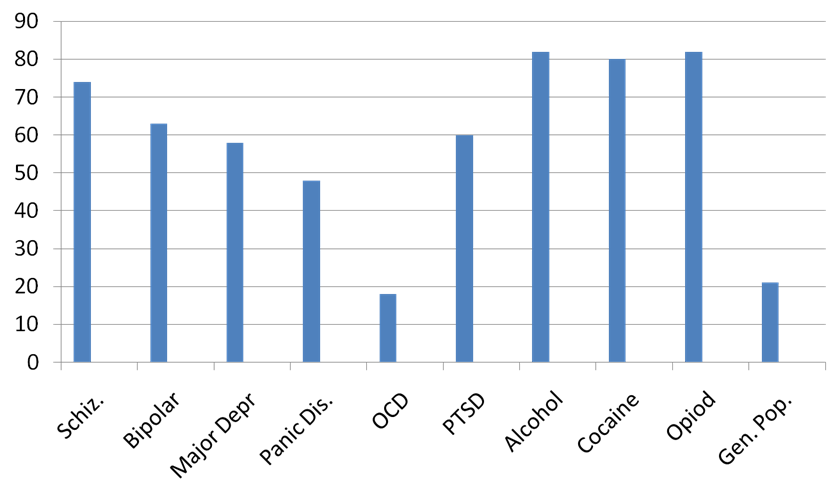 90
80
70
60
50
40
30
20
10
0
Schiz.
Bipolar
Major Depr
Panic Dis.
OCD
PTSD
Alcohol
Cocaine
Opiod
Gen. Pop.